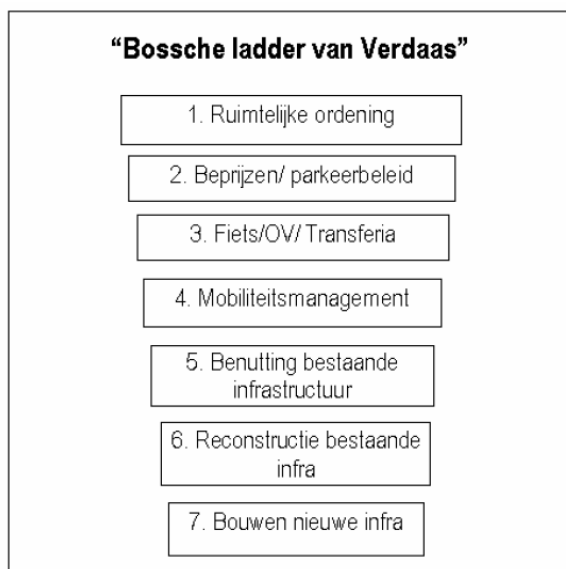 “Bossche ladder van Verdaas”
1. Ruimtelijke ordening
2. Beprijzen/ parkeerbeleid
3. Fiets/OV/ Transferia
4. Mobiliteitsmanagement
5. Benutting bestaande
infrastructuur
6. Reconstructie bestaande
infra
7. Bouwen nieuwe infra